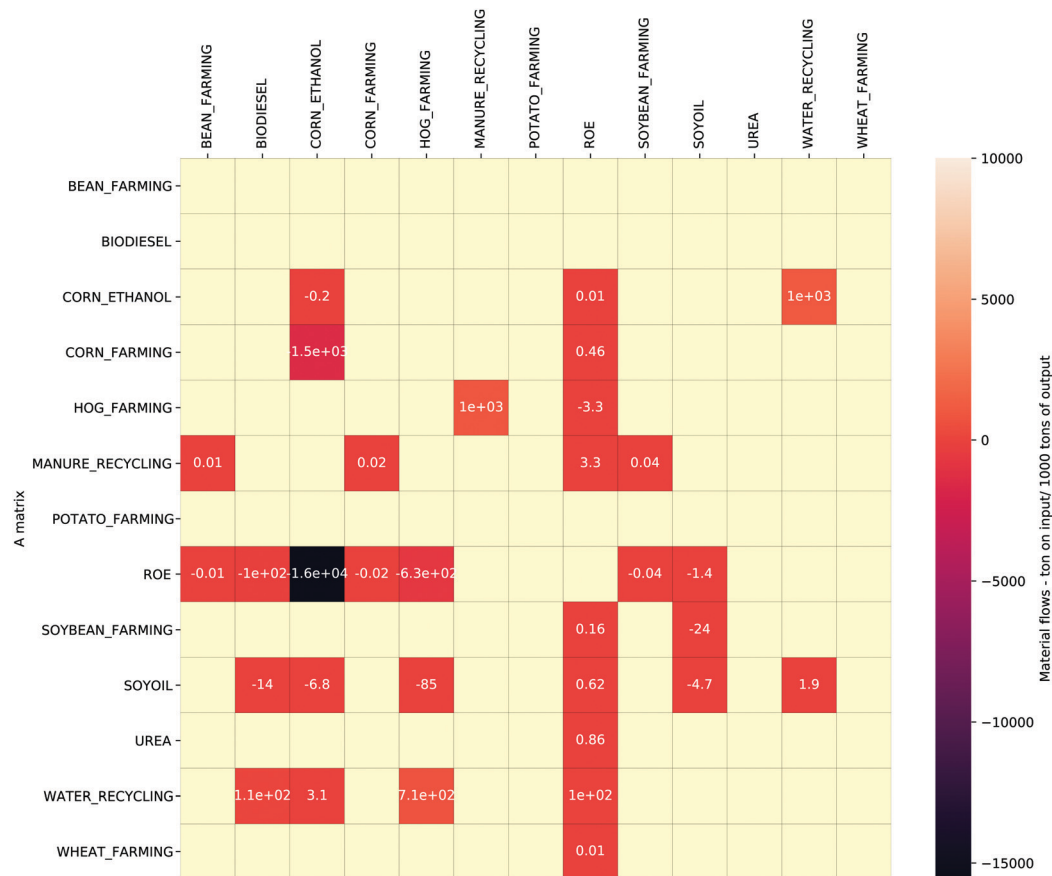 BEAN_FARMING
BIODIESEL
CORN_ETHANOL
CORN_FARMING
HOG_FARMING
MANURE_RECYCLING
POTATO_FARMING
ROE
SOYBEAN_FARMING
SOYOIL
UREA
WATER_RECYCLING
WHEAT_FARMING
A matrix
BEAN_FARMING
BIODIESEL
CORN_ETHANOL -0.2 0.01 1e+03
CORN_FARMING -1.5e+03 0.46
HOG_FARMING 1e+03 -3.3
MANURE_RECYCLING 0.01 0.02 3.3 0.04
POTATO_FARMING
ROE -0.01 -1e+02 -1.6e+04 -0.02 -6.3e+02 -0.04 -1.4
SOYBEAN_FARMING 0.16 -24
SOYOIL -14 -6.8 -85 0.62 -4.7 1.9
UREA 0.86
WATER_RECYCLING 1.1e+02 3.1 7.1e+02 1e+02
WHEAT_FARMING 0.01
10000
5000
0
−5000
−10000
−15000
Material flows - ton on input/ 1000 tons of output